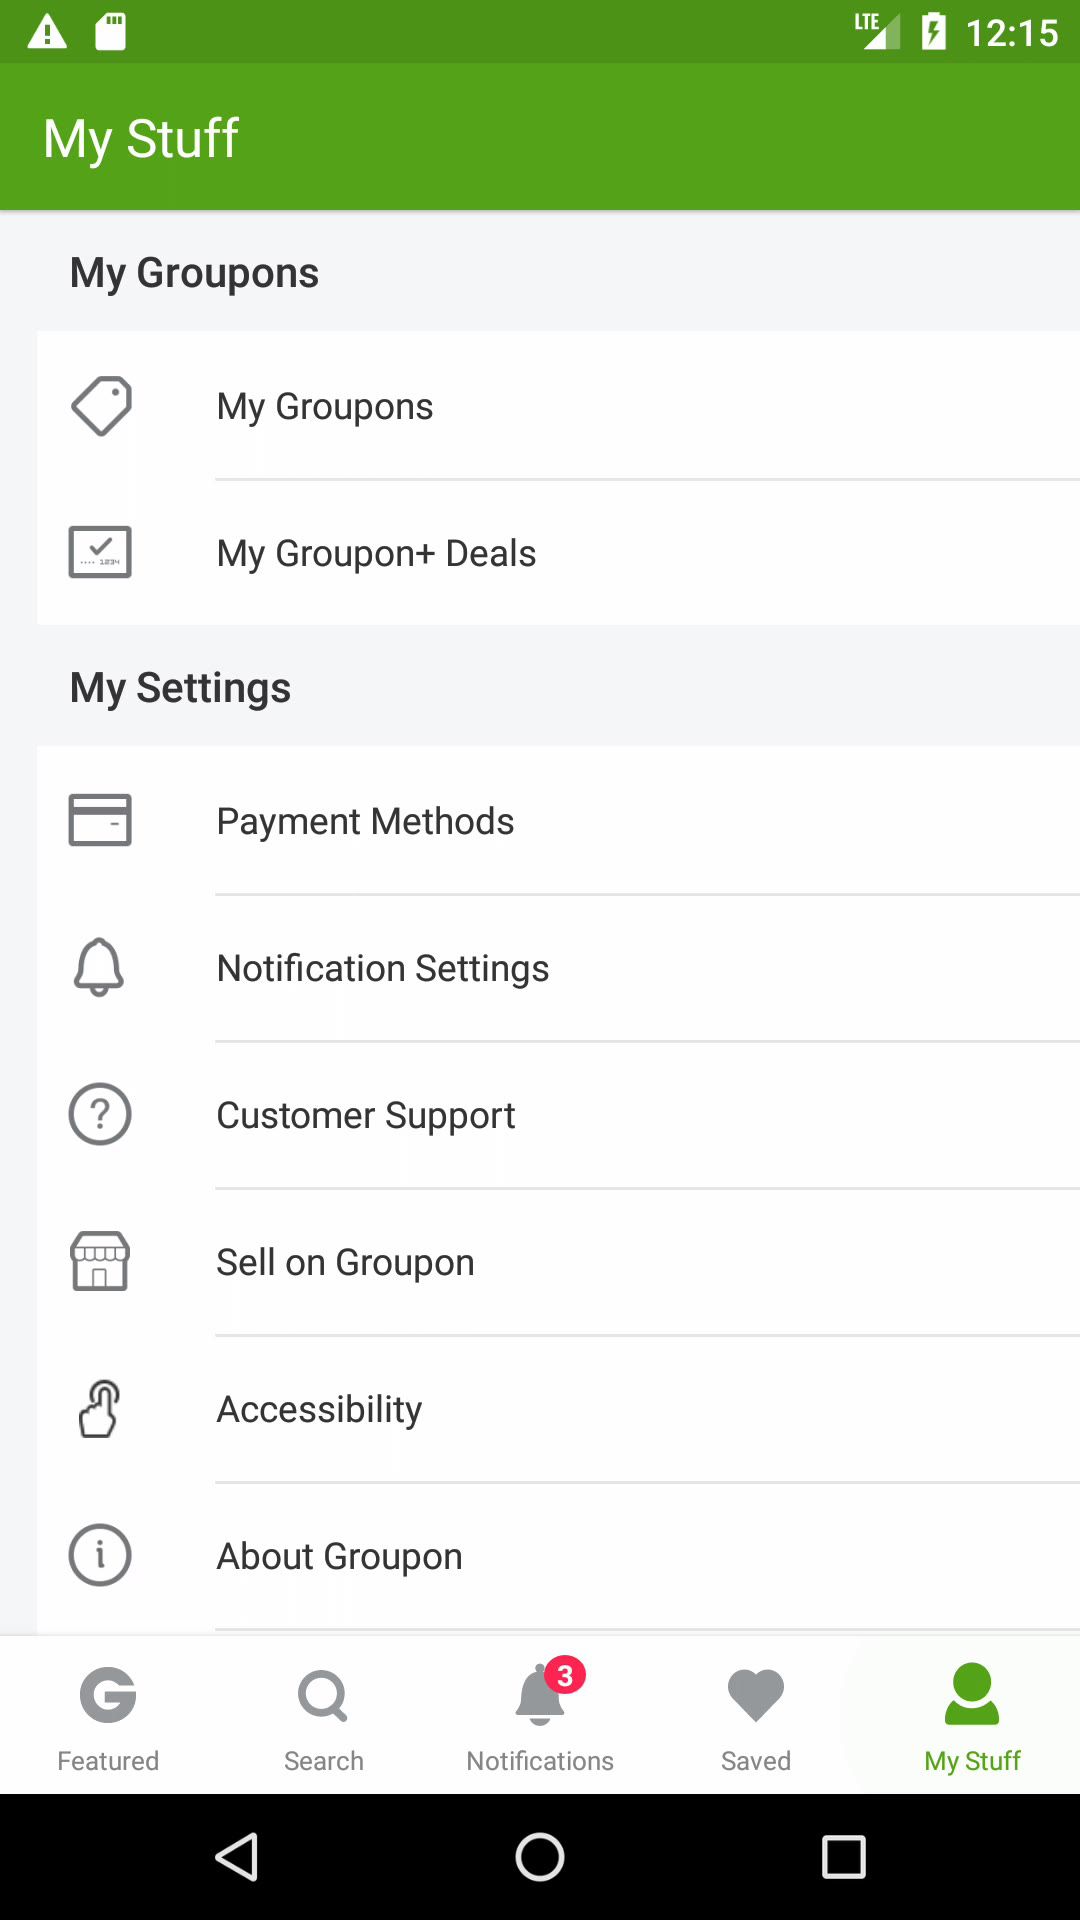 LTE 12:15
My Stuff
My Groupons
My Groupons
1234
My Groupon+ Deals
My Settings
Payment Methods
Notification Settings
?
Customer Support
Sell on Groupon
Accessibility
i
About Groupon
G
3
Featured
Search
Notifications
Saved
My Stuff